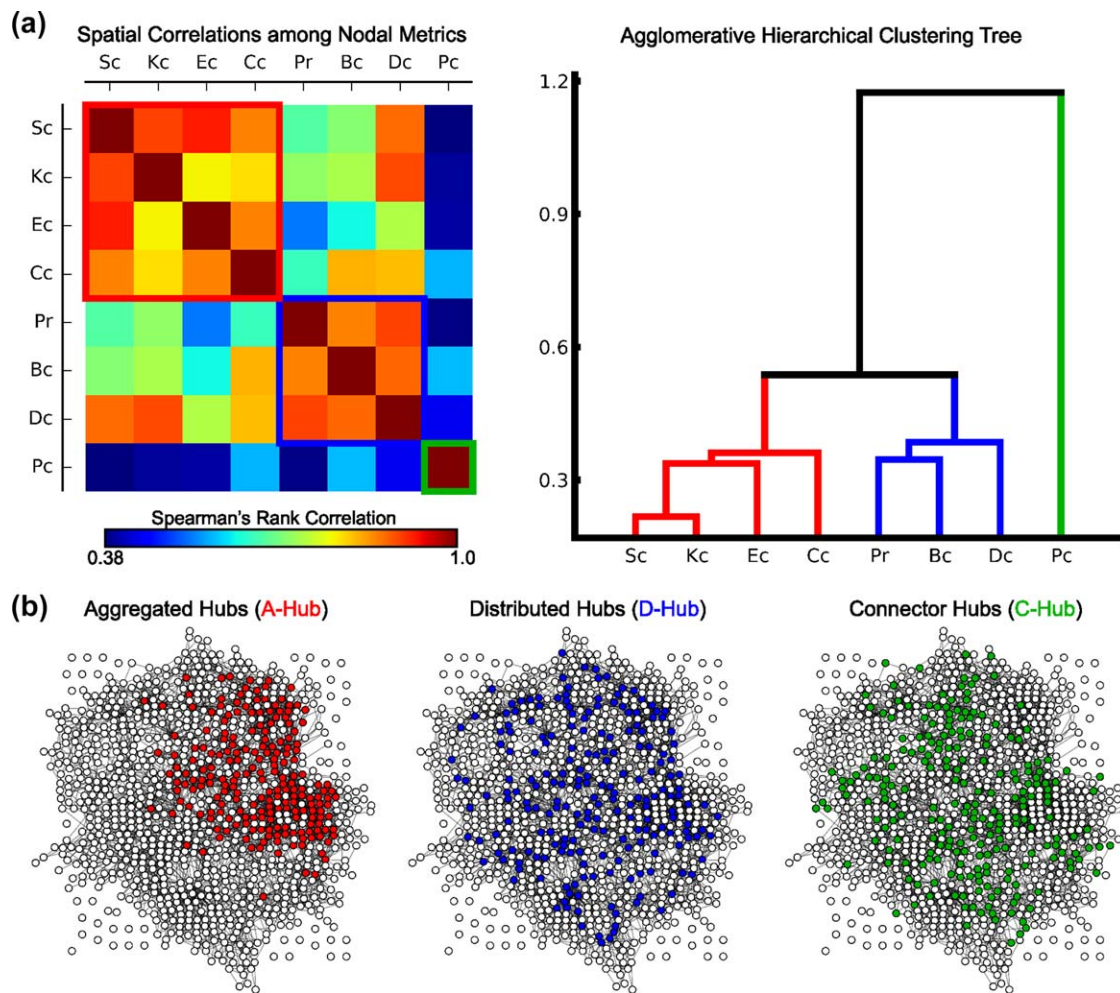 (a)
Spatial Correlations among Nodal Metrics
Sc Kc Ec Cc Pr Bc Dc Pc
Sc
Kc
Ec
Cc
Pr
Bc
Dc
Pc
Spearman's Rank Correlation
0.38 1.0
Agglomerative Hierarchical Clustering Tree
1.2
0.9
0.6
0.3
Sc Kc Ec Cc Pr Bc Dc Pc
(b)
Aggregated Hubs (A-Hub)
Distributed Hubs (D-Hub)
Connector Hubs (C-Hub)